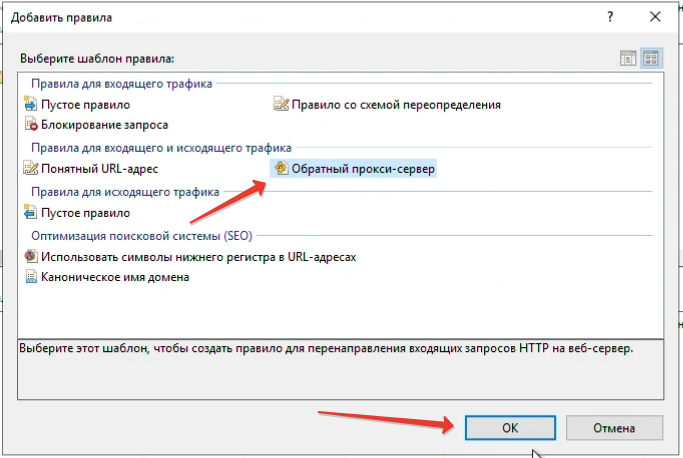 Добавить правила
?
Выберите шаблон правила:
Правила для входящего трафика
Пустое правило
Правило со схемой переопределения
Блокирование запроса
Правила для входящего и исходящего трафика
Понятный URL-адрес
Обратный прокси-сервер
Правила для исходящего трафика
Пустое правило
Оптимизация поисковой системы (SEO)
Использовать символы нижнего регистра в URL-адресах
Каноническое имя домена
Выберите этот шаблон, чтобы создать правило для перенаправления входящих запросов HTTP на веб-сервер.
ОК
Отмена